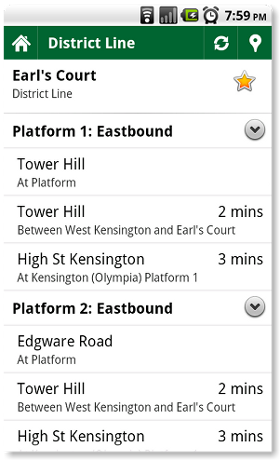 7:59 PM
District Line
Earl's Court
District Line
Platform 1: Eastbound
Tower Hill
At Platform
Tower Hill 2 mins
Between West Kensington and Earl's Court
High St Kensington 3 mins
At Kensington (Olympia) Platform 1
Platform 2: Eastbound
Edgware Road
At Platform
Tower Hill 2 mins
Between West Kensington and Earl's Court
High St Kensington 3 mins